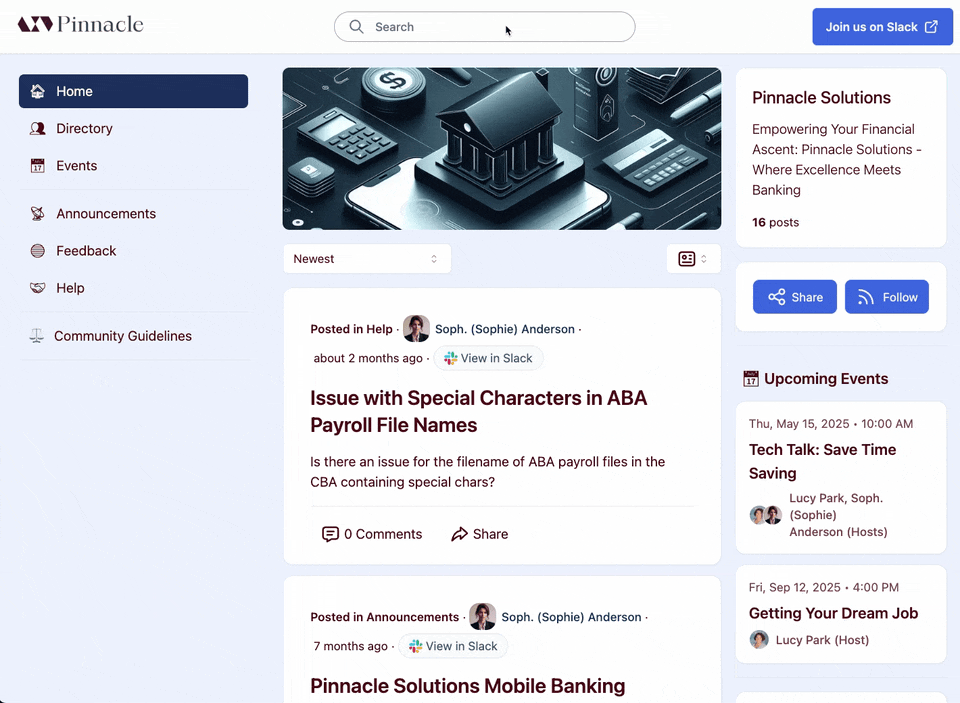 Pinnacle
Search
Join us on Slack
Home
Directory
Events
Announcements
Feedback
Help
Community Guidelines
Newest
Posted in Help · Soph. (Sophie) Anderson ·
about 2 months ago · View in Slack
Issue with Special Characters in ABA
Payroll File Names
Is there an issue for the filename of ABA payroll files in the
CBA containing special chars?
0 Comments
Share
Posted in Announcements · Soph. (Sophie) Anderson ·
7 months ago · View in Slack
Pinnacle Solutions Mobile Banking
Pinnacle Solutions
Empowering Your Financial
Ascent: Pinnacle Solutions -
Where Excellence Meets
Banking
16 posts
Share
Follow
17
Upcoming Events
Thu, May 15, 2025 • 10:00 AM
Tech Talk: Save Time
Saving
Lucy Park, Soph.
(Sophie)
Anderson (Hosts)
Fri, Sep 12, 2025 • 4:00 PM
Getting Your Dream Job
Lucy Park (Host)